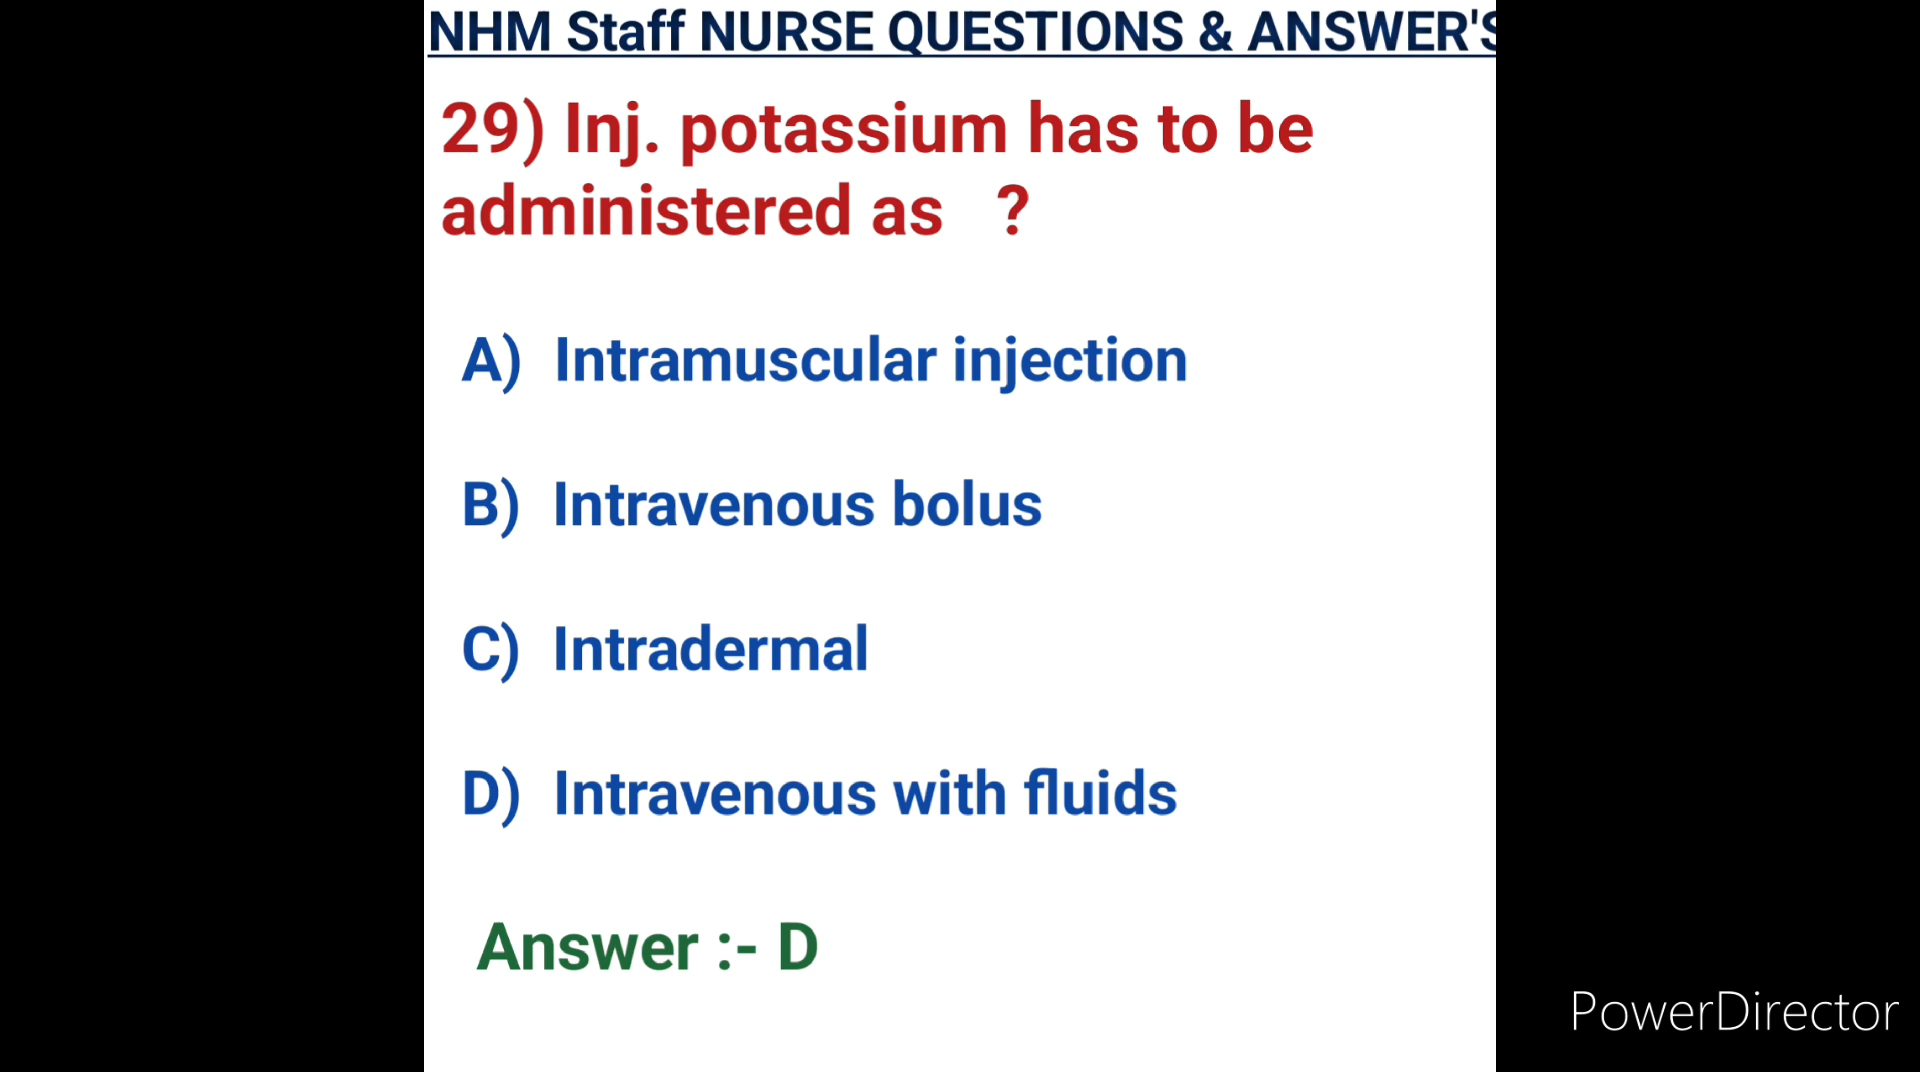 NHM Staff NURSE QUESTIONS & ANSWER'S
29) Inj. potassium has to be
administered as ?
A) Intramuscular injection
B) Intravenous bolus
C) Intradermal
D) Intravenous with fluids
Answer :- D
PowerDirector